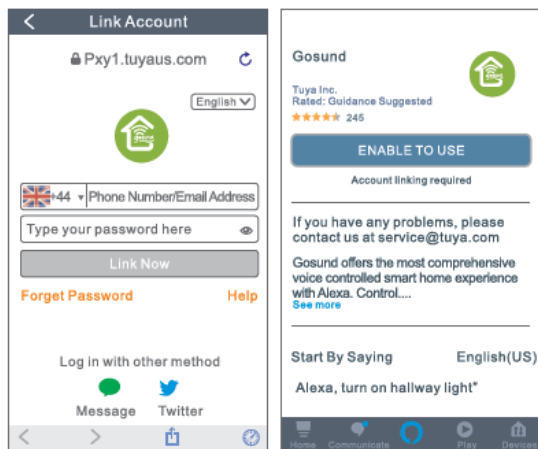 Link Account
Pxy1.tuyaus.com
English
+44 Phone Number/Email Address
Type your password here
Link Now
Forget Password Help
Log in with other method
Message Twitter
Gosund
Tuya Inc.
Rated: Guidance Suggested
245
ENABLE TO USE
Account linking required
If you have any problems, please
contact us at service@tuya.com
Gosund offers the most comprehensive
voice controlled smart home experience
with Alexa. Control....
See more
Start By Saying English(US)
Alexa, turn on hallway light"
Home Communicate Play Devices